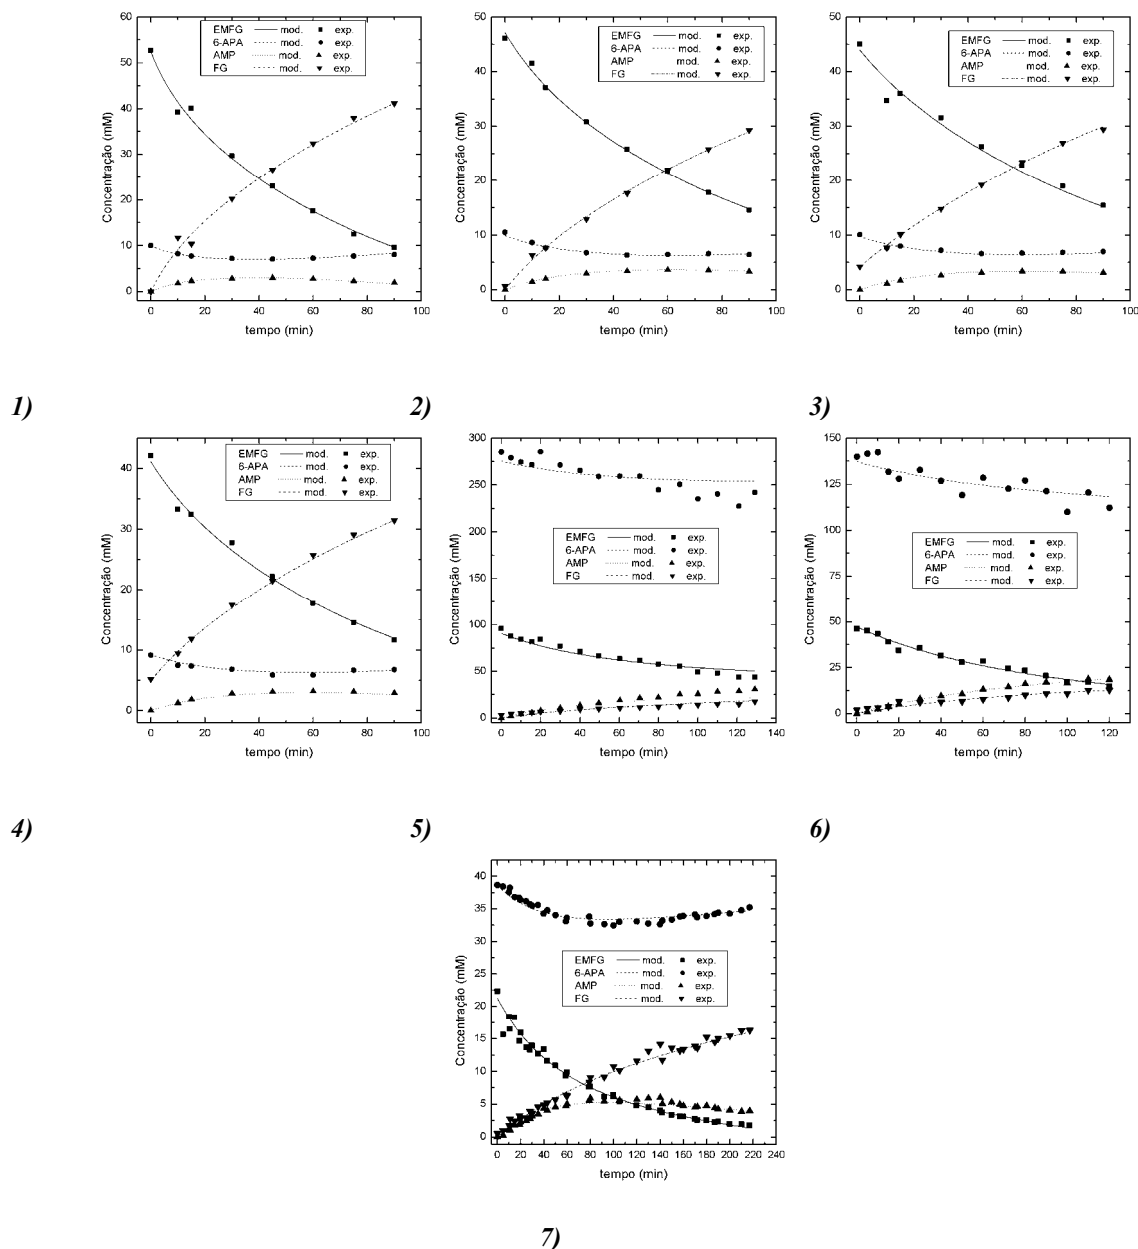 EMFG mod. exp.
6-APA mod. exp.
AMP mod. exp.
FG mod. exp.
Concentração (mM)
60
50
40
30
20
10
0
0 20 40 60 80 100
tempo (min)
1)
EMFG mod. exp.
6-APA mod. exp.
AMP mod. exp.
FG mod. exp.
Concentração (mM)
50
40
30
20
10
0
0 20 40 60 80 100
tempo (min)
2)
EMFG mod. exp.
6-APA mod. exp.
AMP mod. exp.
FG mod. exp.
Concentração (mM)
50
40
30
20
10
0
0 20 40 60 80 100
tempo (min)
3)
EMFG mod. exp.
6-APA mod. exp.
AMP mod. exp.
FG mod. exp.
Concentração (mM)
40
30
20
10
0
0 20 40 60 80 100
tempo (min)
4)
EMFG mod. exp.
6-APA mod. exp.
AMP mod. exp.
FG mod. exp.
Concentração (mM)
300
250
200
150
100
50
0
0 20 40 60 80 100 120 140
tempo (min)
5)
EMFG mod. exp.
6-APA mod. exp.
AMP mod. exp.
FG mod. exp.
Concentração (mM)
150
125
100
75
50
25
0
0 20 40 60 80 100 120
tempo (min)
6)
EMFG mod. exp.
6-APA mod. exp.
AMP mod. exp.
FG mod. exp.
Concentração (mM)
40
35
30
25
20
15
10
5
0
0 20 40 60 80 100 120 140 160 180 200 220 240
tempo (min)
7)